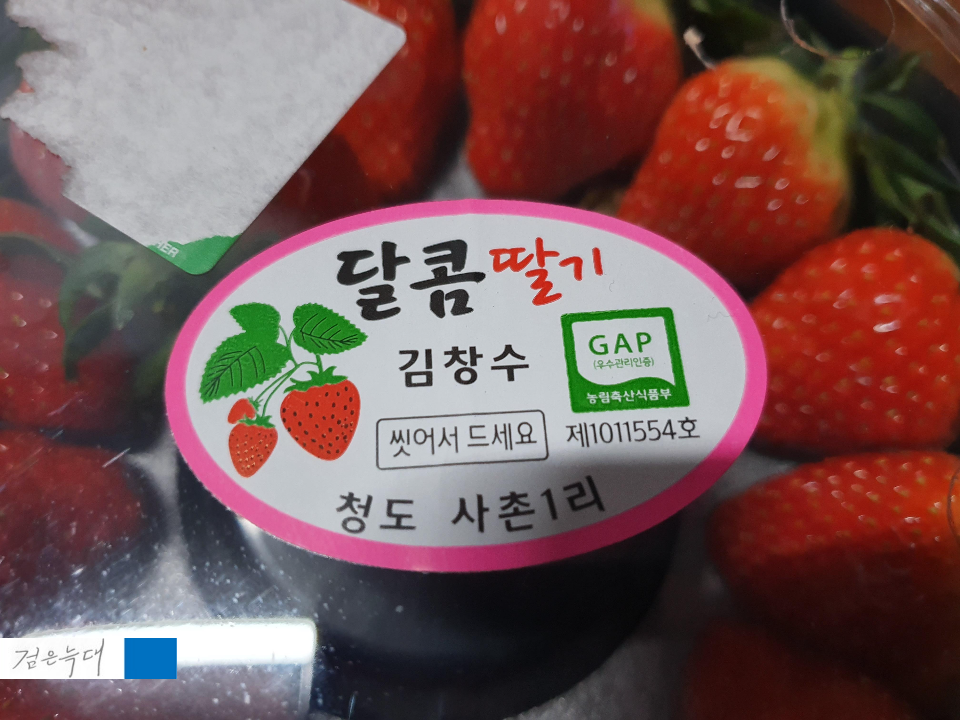 달콤 딸기
김창수
GAP
(우수관리인증)
농림축산식품부
씻어서 드세요
제1011554호
청도 사촌1리
검은늑대